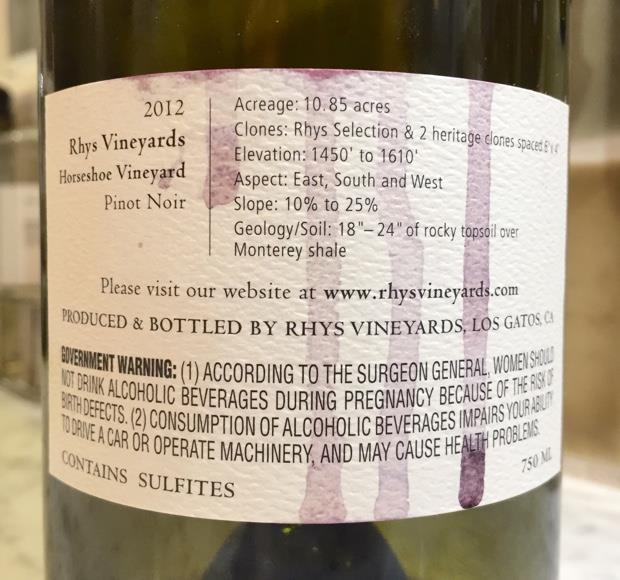 2012
Rhys Vineyards
Horseshoe Vineyard
Pinot Noir
Acreage: 10.85 acres
Clones: Rhys Selection & 2 heritage clones spaced 6' x 4'
Elevation: 1450' to 1610'
Aspect: East, South and West
Slope: 10% to 25%
Geology/Soil: 18"– 24" of rocky topsoil over
Monterey shale
Please visit our website at www.rhysvineyards.com
PRODUCED & BOTTLED BY RHYS VINEYARDS, LOS GATOS, CA
GOVERNMENT WARNING: (1) ACCORDING TO THE SURGEON GENERAL, WOMEN SHOULD
NOT DRINK ALCOHOLIC BEVERAGES DURING PREGNANCY BECAUSE OF THE RISK OF
BIRTH DEFECTS. (2) CONSUMPTION OF ALCOHOLIC BEVERAGES IMPAIRS YOUR ABILITY
TO DRIVE A CAR OR OPERATE MACHINERY, AND MAY CAUSE HEALTH PROBLEMS.
CONTAINS SULFITES
750 ML